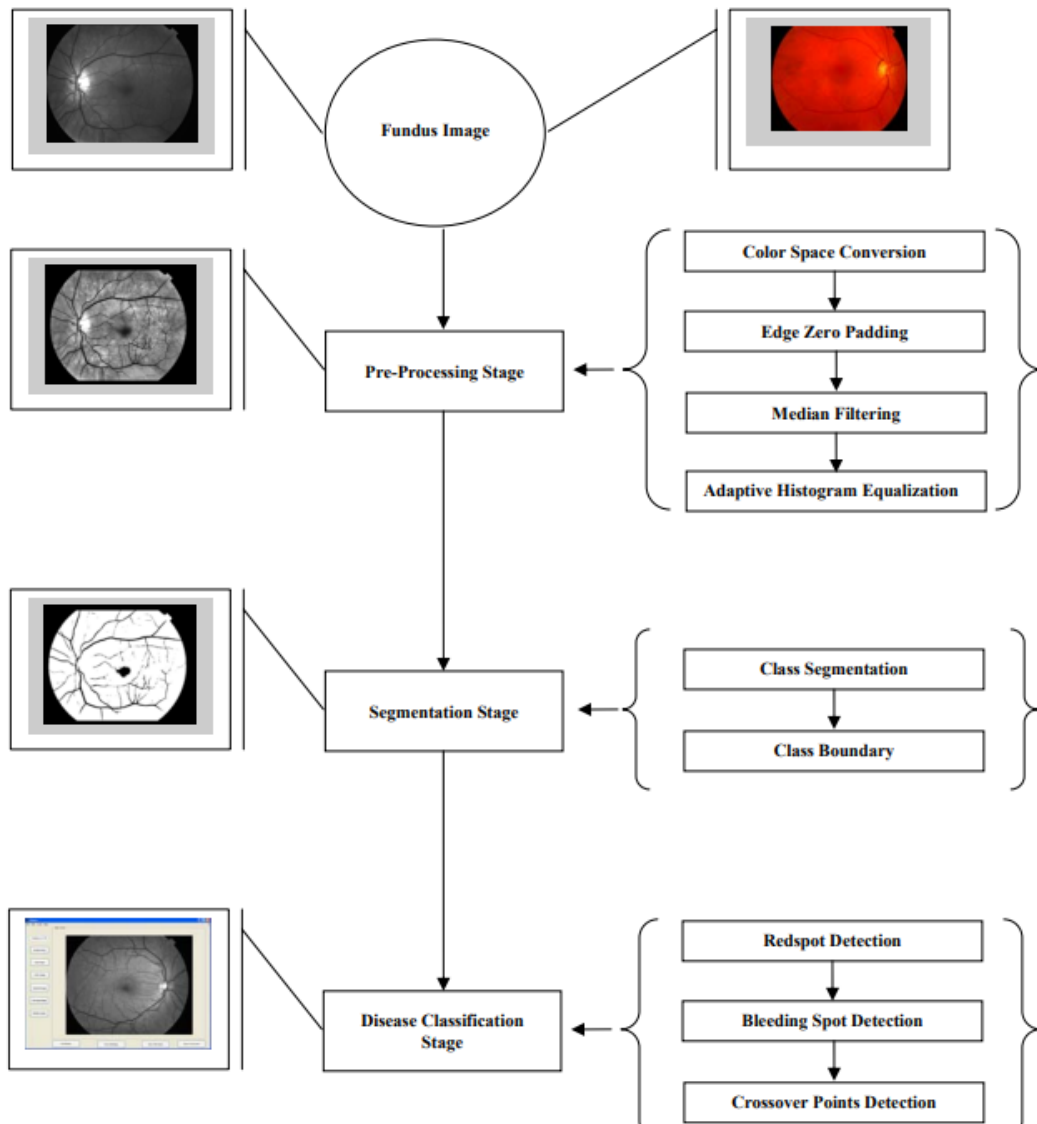 Fundus Image
Color Space Conversion
Edge Zero Padding
Pre-Processing Stage
Median Filtering
Adaptive Histogram Equalization
Class Segmentation
Segmentation Stage
Class Boundary
Redspot Detection
Disease Classification
Stage
Bleeding Spot Detection
Crossover Points Detection